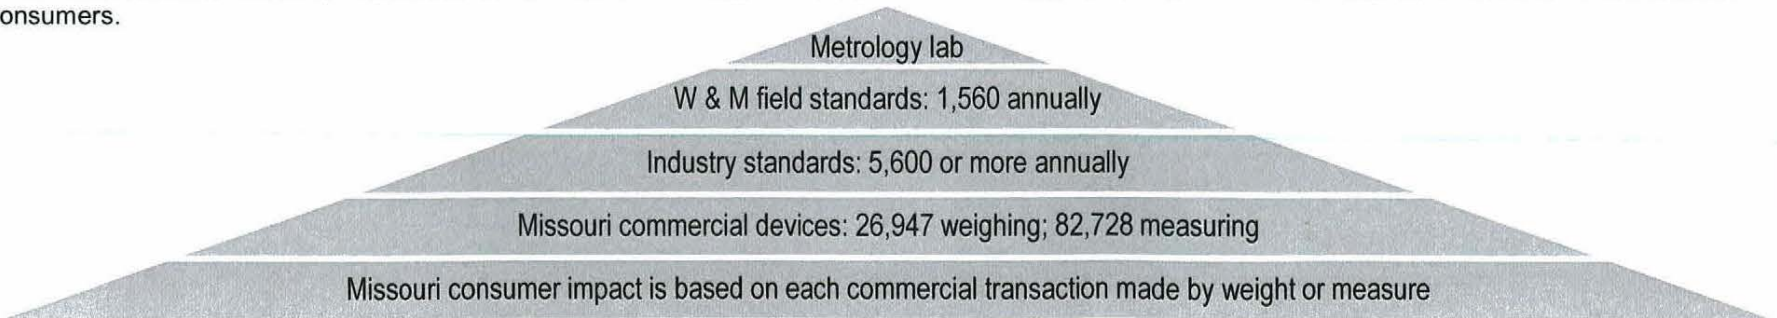 onsumers.
Metrology lab
W & M field standards: 1,560 annually
Industry standards: 5,600 or more annually
Missouri commercial devices: 26,947 weighing; 82,728 measuring
Missouri consumer impact is based on each commercial transaction made by weight or measure